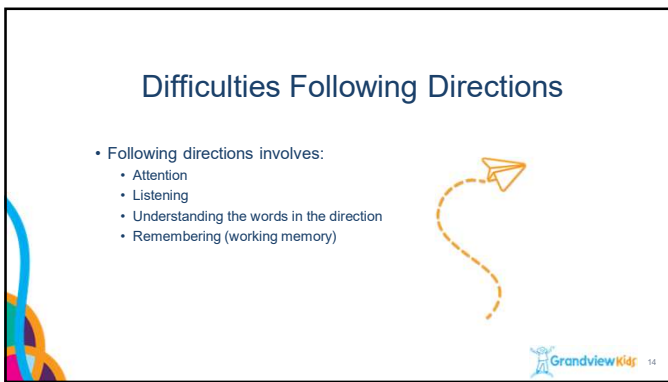 Difficulties Following Directions
• Following directions involves:
• Attention
• Listening
• Understanding the words in the direction
• Remembering (working memory)
GrandviewKids 14